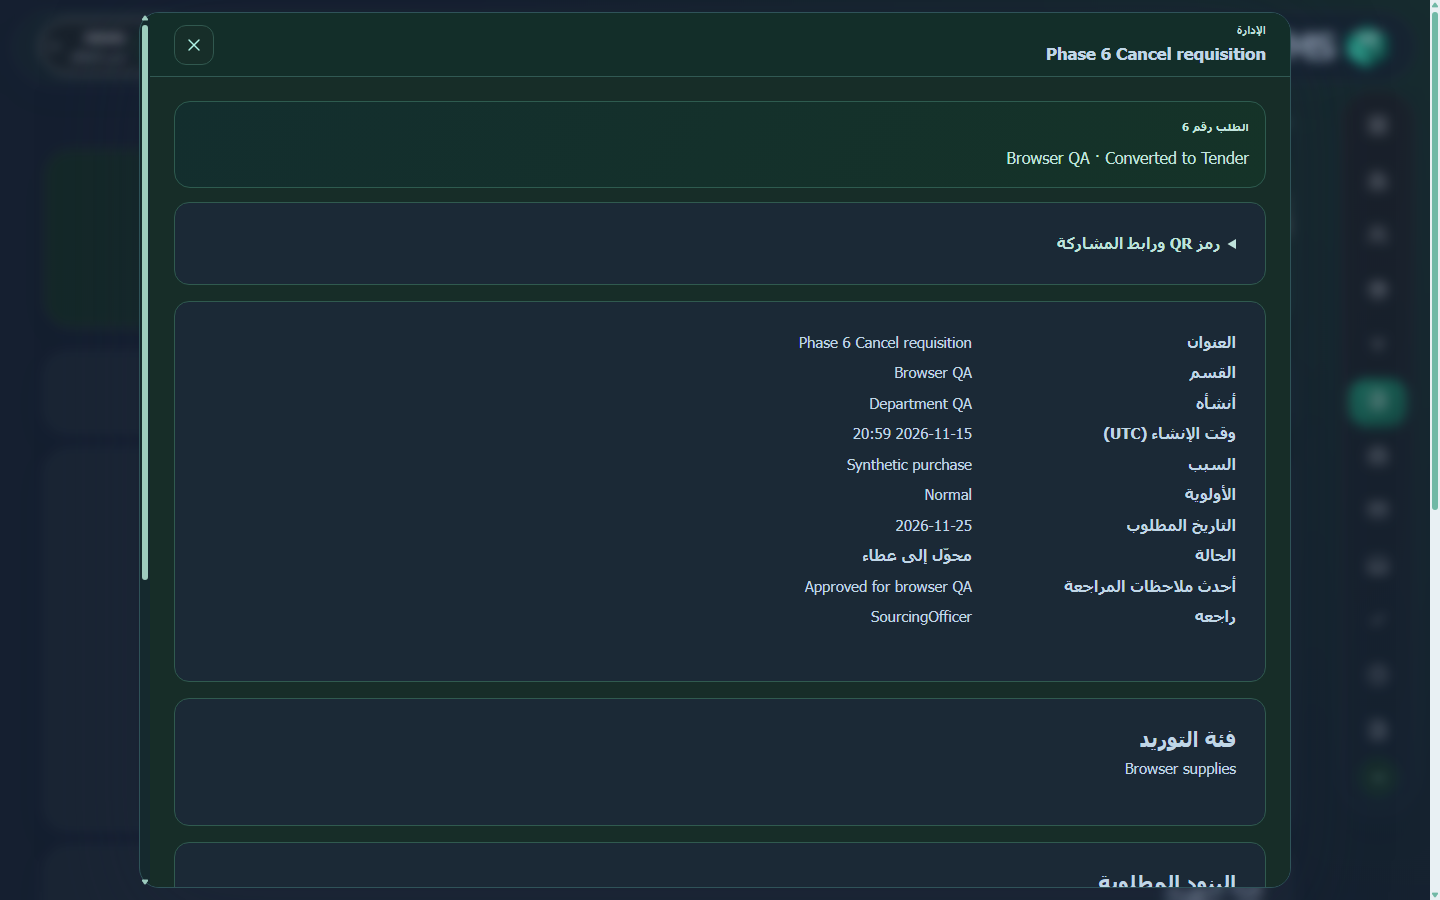 الإدارة
Phase 6 Cancel requisition
الطلب رقم 6
Browser QA · Converted to Tender
رمز QR ورابط المشاركة
العنوان Phase 6 Cancel requisition
القسم Browser QA
أنشأه Department QA
وقت الإنشاء (UTC) 20:59 2026-11-15
السبب Synthetic purchase
الأولوية Normal
التاريخ المطلوب 2026-11-25
الحالة محوّل إلى عطاء
أحدث ملاحظات المراجعة Approved for browser QA
راجعه SourcingOfficer
فئة التوريد
Browser supplies
البنود المطلوبة